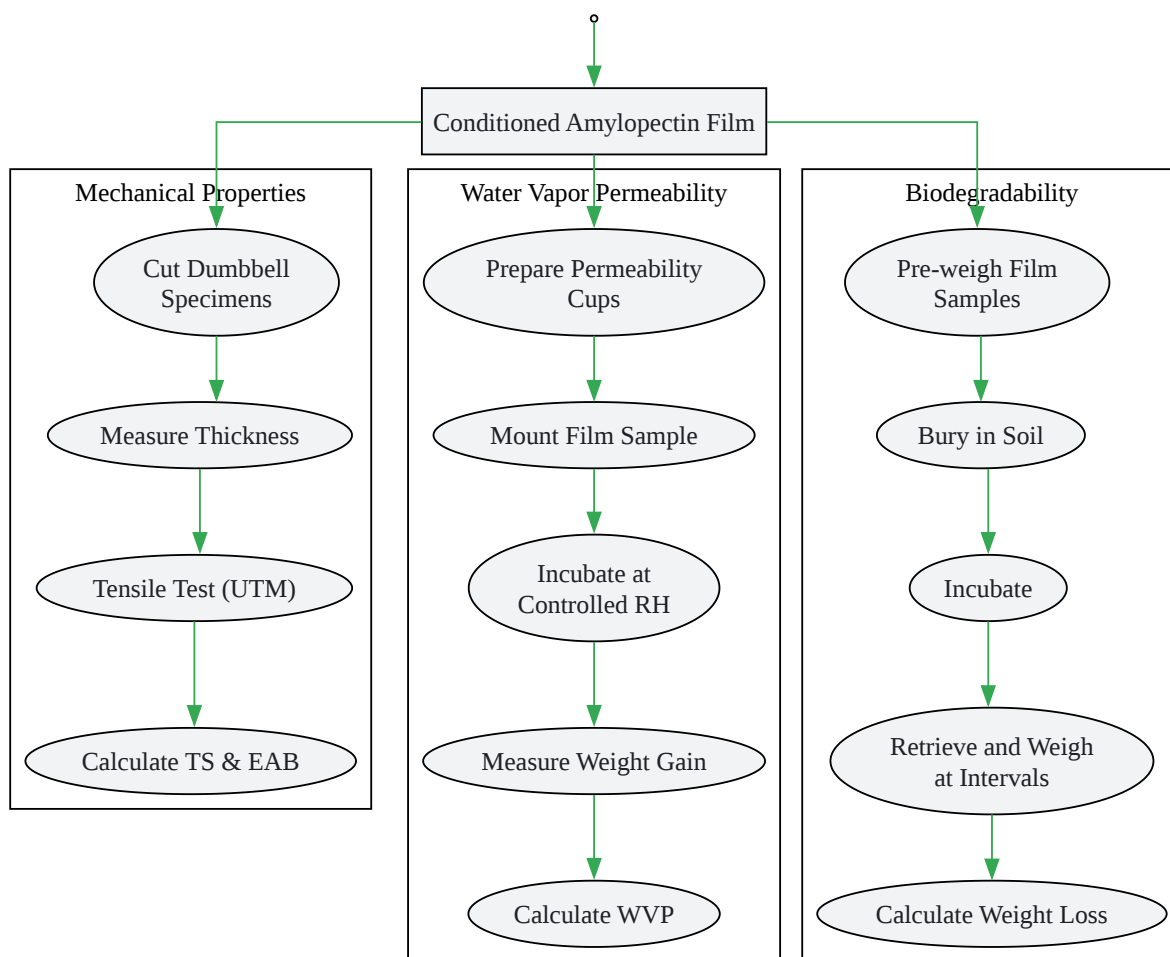 Conditioned Amylopectin Film
Mechanical Properties
Cut Dumbbell
Specimens
Measure Thickness
Tensile Test (UTM)
Calculate TS & EAB
Water Vapor Permeability
Prepare Permeability
Cups
Mount Film Sample
Incubate at
Controlled RH
Measure Weight Gain
Calculate WVP
Biodegradability
Pre-weigh Film
Samples
Bury in Soil
Incubate
Retrieve and Weigh
at Intervals
Calculate Weight Loss